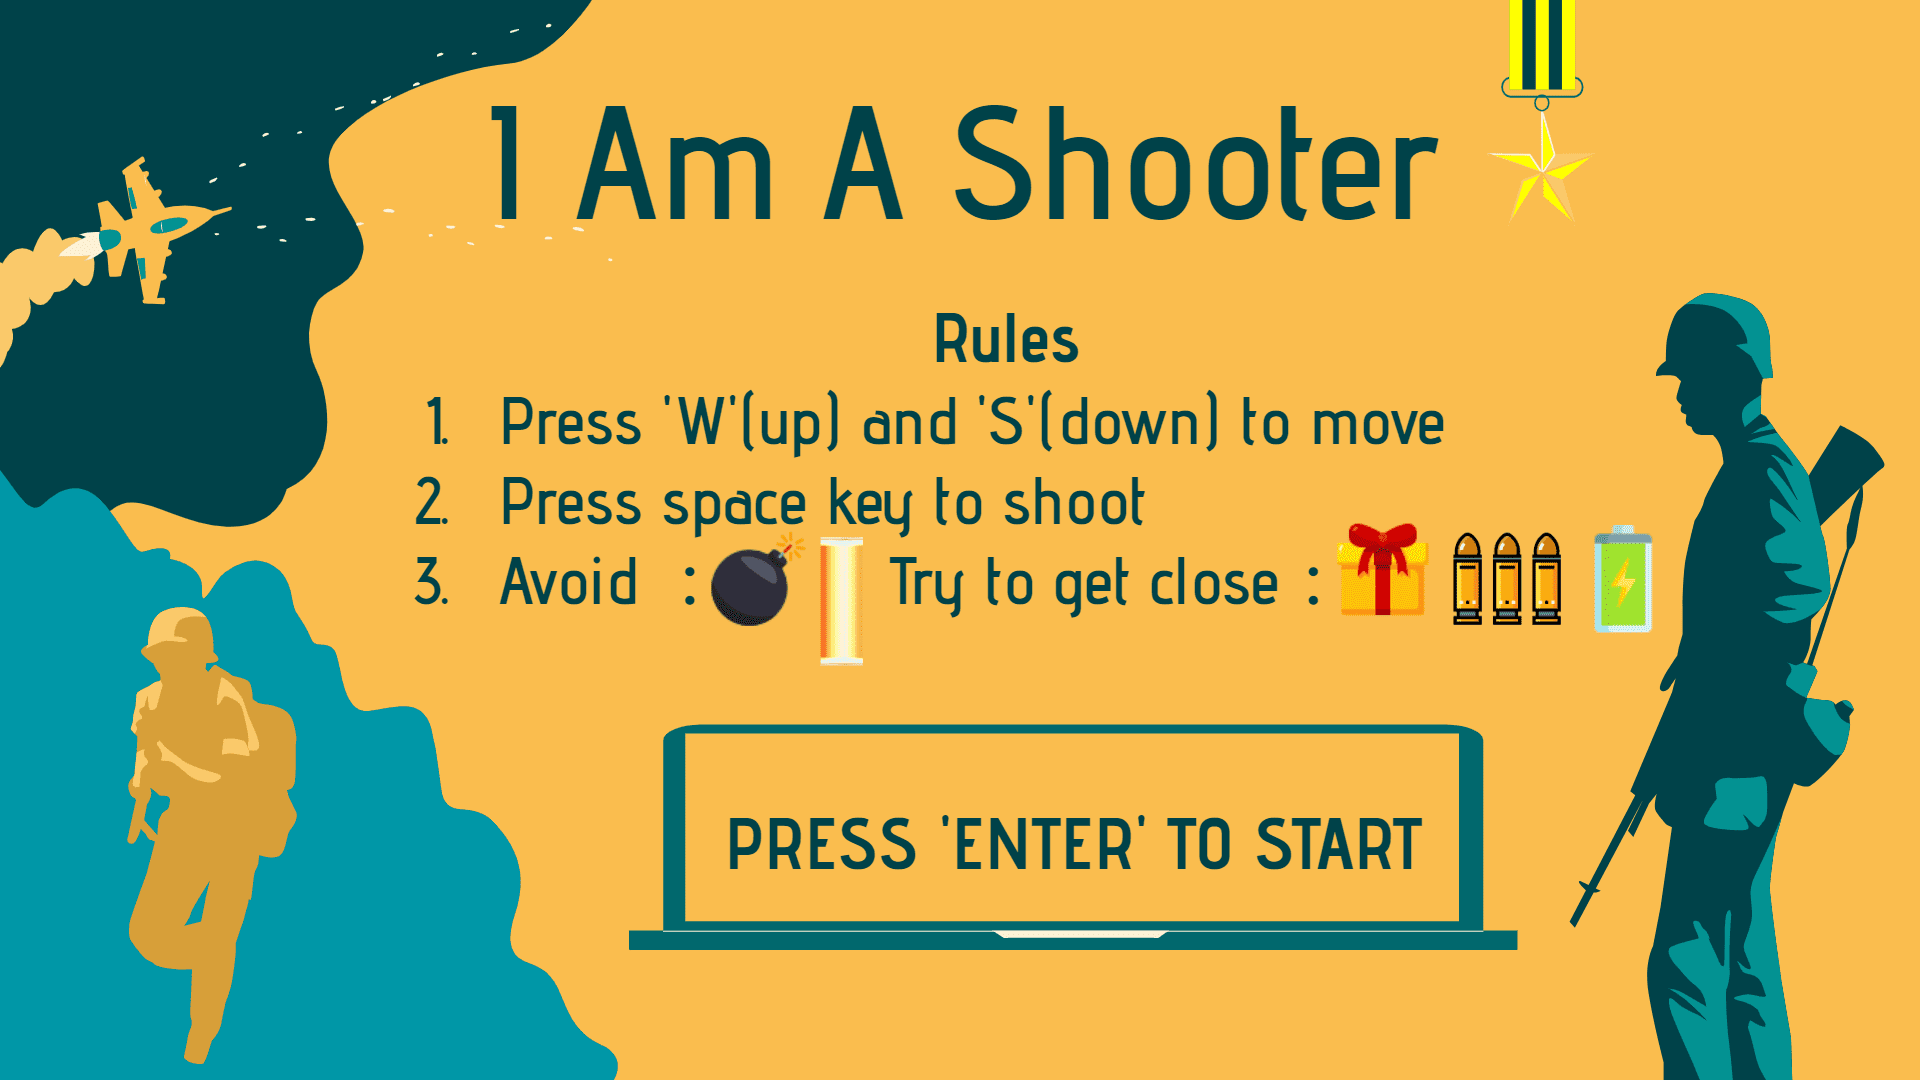 I Am A Shooter
Rules
1. Press 'W'(up) and 'S'(down) to move
2. Press space key to shoot
3. Avoid : Try to get close :
PRESS 'ENTER' TO START